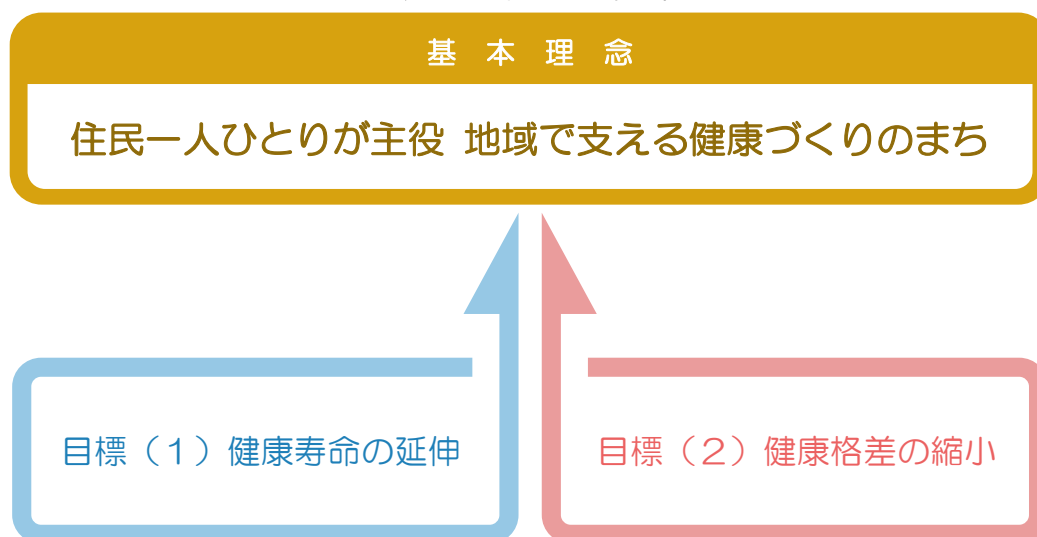 基 本 理 念
住民一人ひとりが主役 地域で支える健康づくりのまち
目標（１）健康寿命の延伸
目標（２）健康格差の縮小